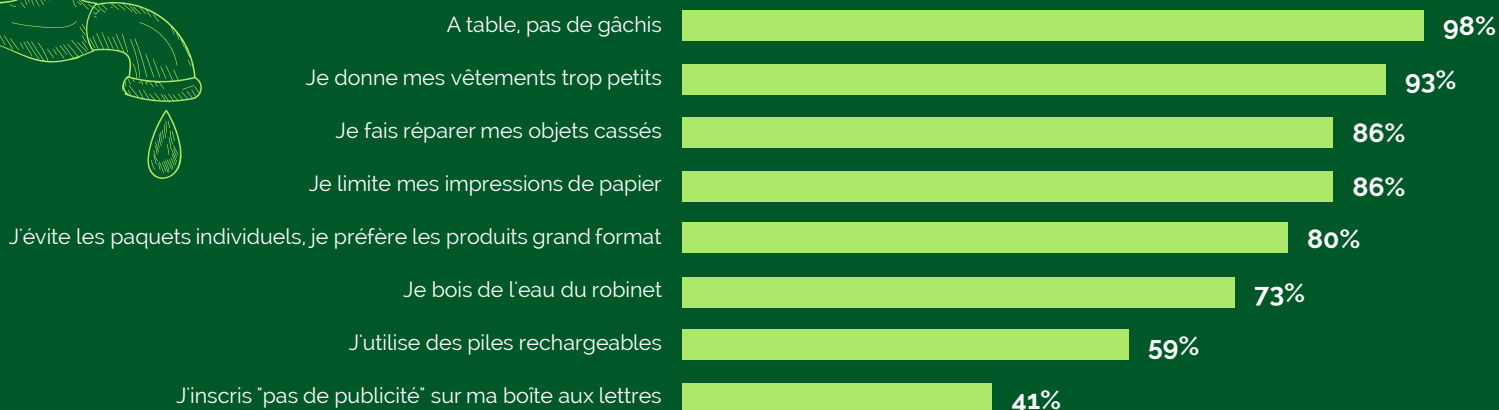 A table, pas de gâchis 98%
Je donne mes vêtements trop petits 93%
Je fais réparer mes objets cassés 86%
Je limite mes impressions de papier 86%
J'évite les paquets individuels, je préfère les produits grand format 80%
Je bois de l'eau du robinet 73%
J'utilise des piles rechargeables 59%
J'inscris "pas de publicité" sur ma boîte aux lettres 41%